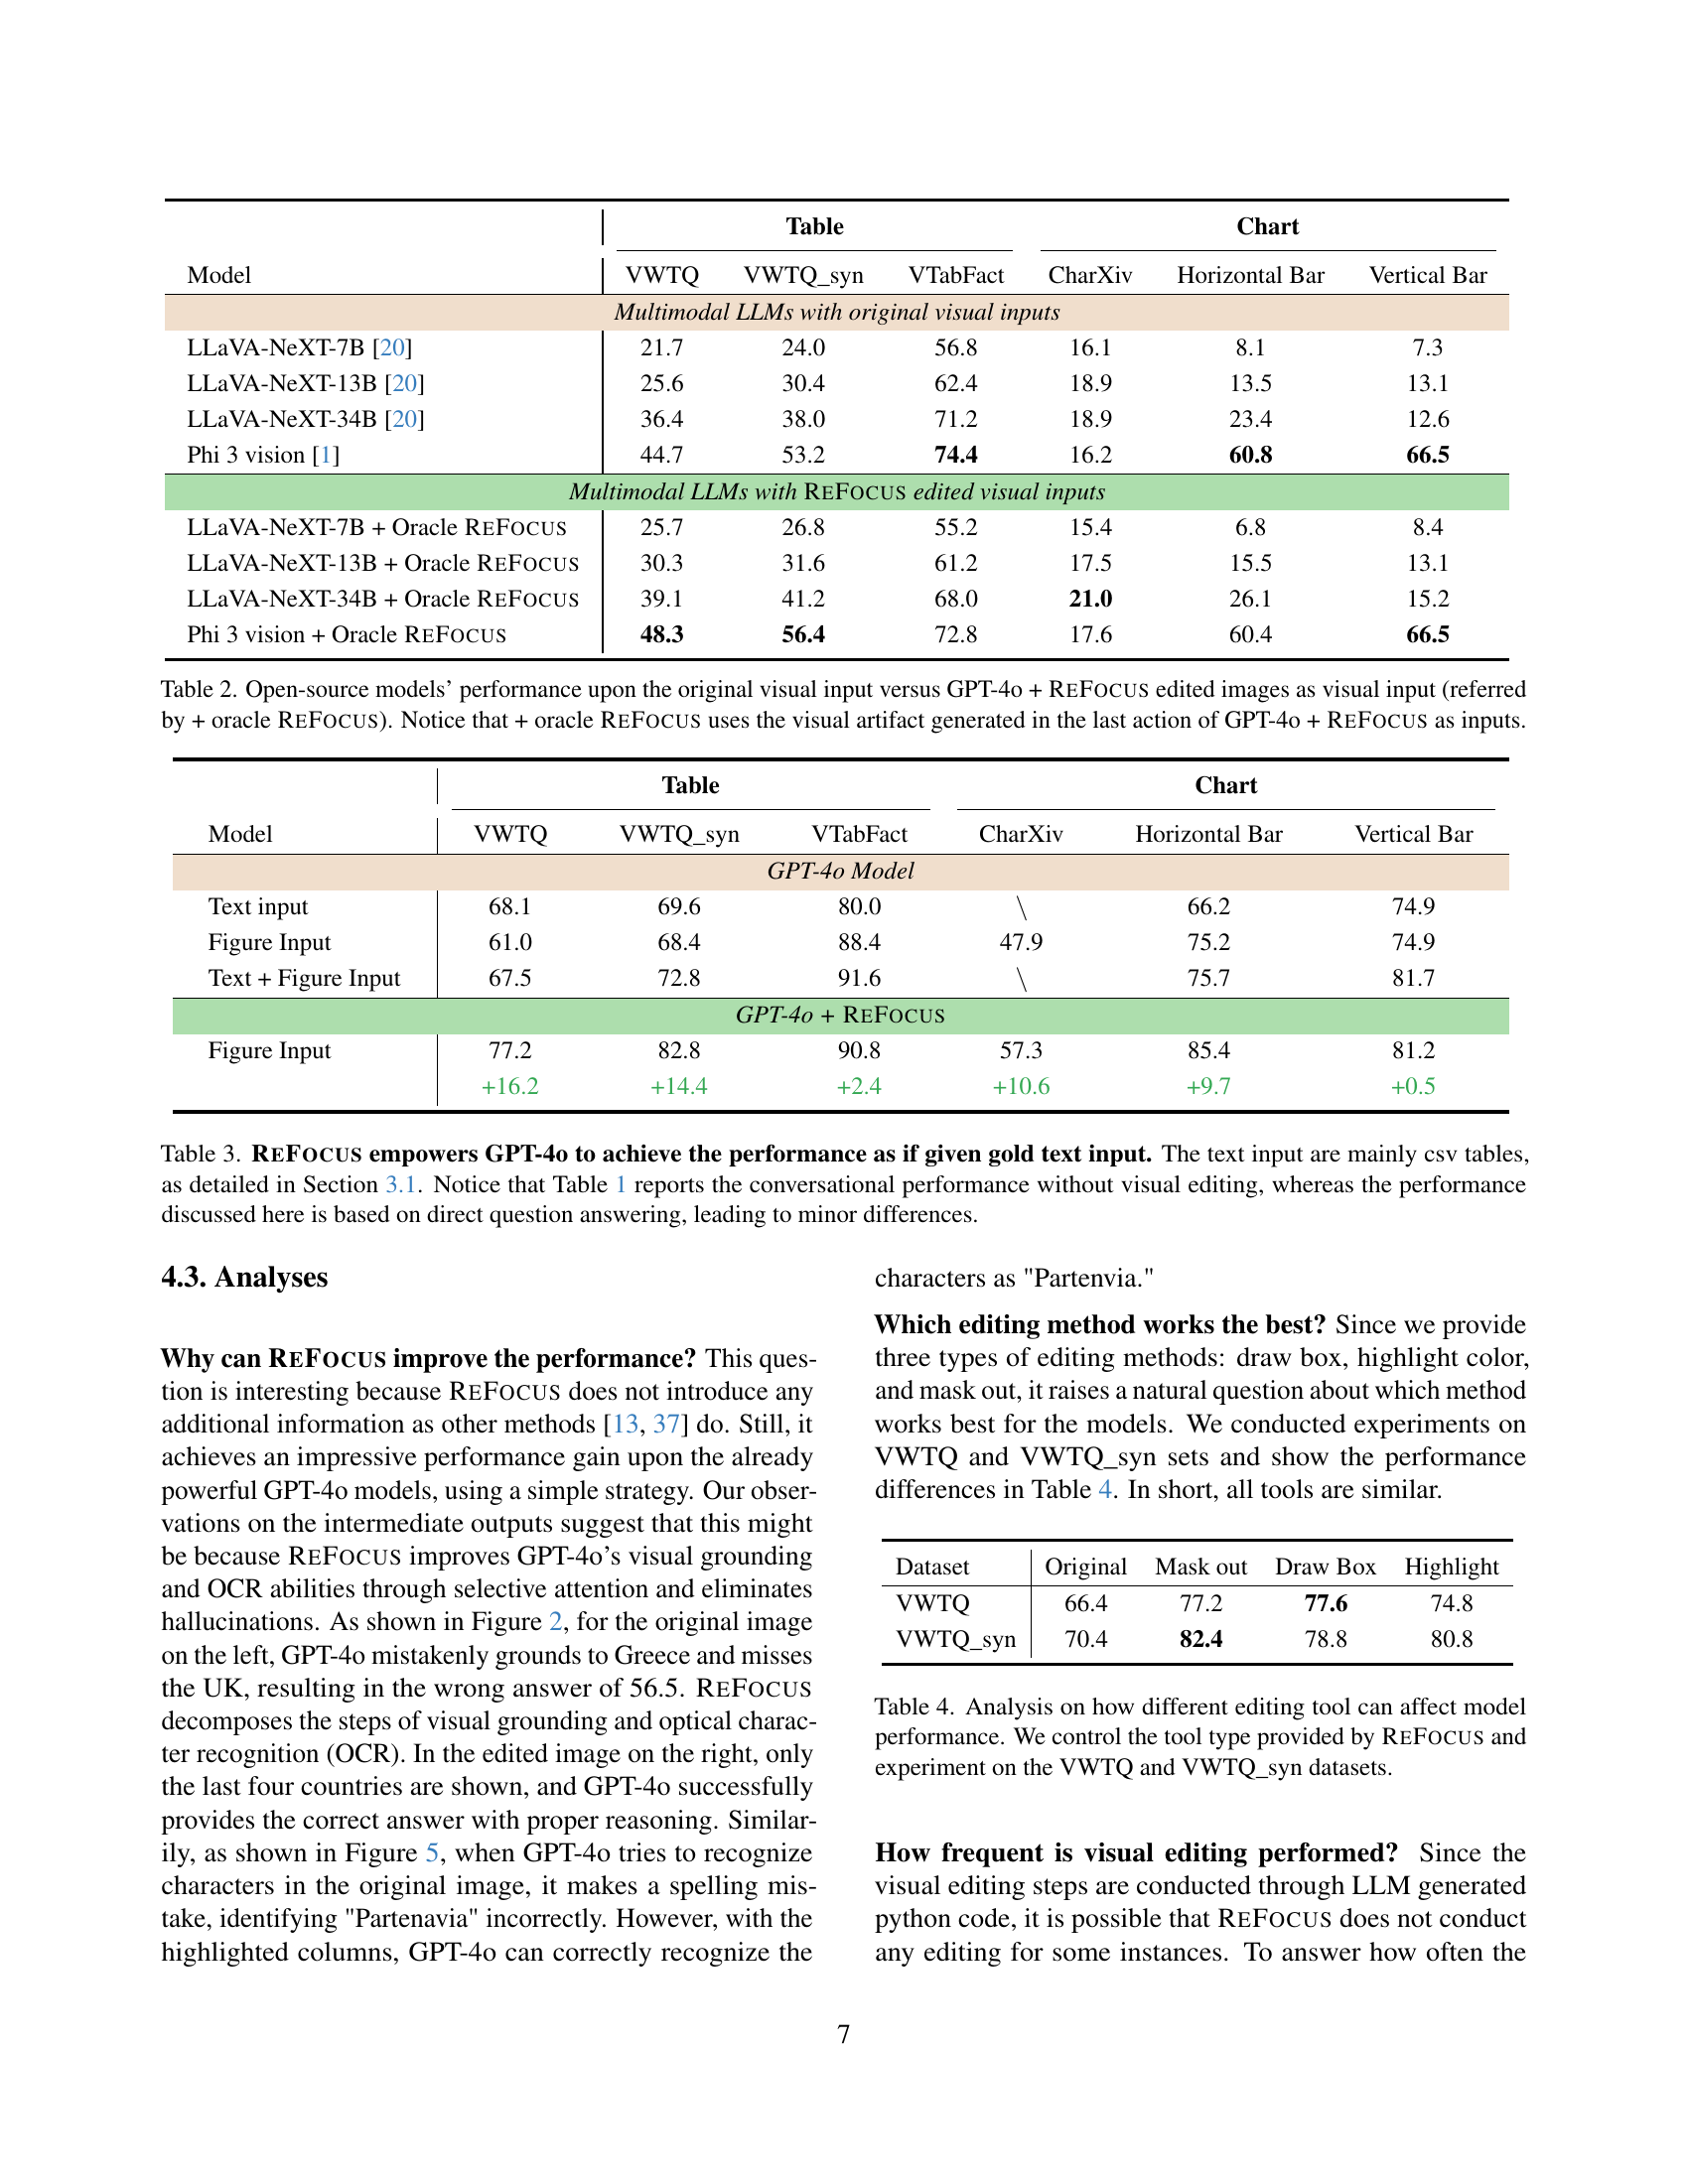 Table Chart
Model VWTQ VWTQ_syn VTabFact CharXiv Horizontal Bar Vertical Bar
Multimodal LLMs with original visual inputs
LLaVA-NeXT-7B [20] 21.7 24.0 56.8 16.1 8.1 7.3
LLaVA-NeXT-13B [20] 25.6 30.4 62.4 18.9 13.5 13.1
LLaVA-NeXT-34B [20] 36.4 38.0 71.2 18.9 23.4 12.6
Phi 3 vision [1] 44.7 53.2 74.4 16.2 60.8 66.5
Multimodal LLMs with REFOCUS edited visual inputs
LLaVA-NeXT-7B + Oracle REFOCUS 25.7 26.8 55.2 15.4 6.8 8.4
LLaVA-NeXT-13B + Oracle REFOCUS 30.3 31.6 61.2 17.5 15.5 13.1
LLaVA-NeXT-34B + Oracle REFOCUS 39.1 41.2 68.0 21.0 26.1 15.2
Phi 3 vision + Oracle REFOCUS 48.3 56.4 72.8 17.6 60.4 66.5
Table 2. Open-source models' performance upon the original visual input versus GPT-4o + REFOCUS edited images as visual input (referred
by + oracle REFOCUS). Notice that + oracle REFOCUS uses the visual artifact generated in the last action of GPT-4o + REFOCUS as inputs.
Table Chart
Model VWTQ VWTQ_syn VTabFact CharXiv Horizontal Bar Vertical Bar
GPT-4o Model
Text input 68.1 69.6 80.0 \ 66.2 74.9
Figure Input 61.0 68.4 88.4 47.9 75.2 74.9
Text + Figure Input 67.5 72.8 91.6 \ 75.7 81.7
GPT-4o + REFOCUS
Figure Input 77.2 82.8 90.8 57.3 85.4 81.2
+16.2 +14.4 +2.4 +10.6 +9.7 +0.5
Table 3. REFOCUS empowers GPT-4o to achieve the performance as if given gold text input. The text input are mainly csv tables,
as detailed in Section 3.1. Notice that Table 1 reports the conversational performance without visual editing, whereas the performance
discussed here is based on direct question answering, leading to minor differences.
4.3. Analyses
Why can REFOCUS improve the performance? This ques-
tion is interesting because REFOCUS does not introduce any
additional information as other methods [13, 37] do. Still, it
achieves an impressive performance gain upon the already
powerful GPT-4o models, using a simple strategy. Our obser-
vations on the intermediate outputs suggest that this might
be because REFOCUS improves GPT-4o's visual grounding
and OCR abilities through selective attention and eliminates
hallucinations. As shown in Figure 2, for the original image
on the left, GPT-4o mistakenly grounds to Greece and misses
the UK, resulting in the wrong answer of 56.5. REFOCUS
decomposes the steps of visual grounding and optical charac-
ter recognition (OCR). In the edited image on the right, only
the last four countries are shown, and GPT-4o successfully
provides the correct answer with proper reasoning. Similar-
ily, as shown in Figure 5, when GPT-4o tries to recognize
characters in the original image, it makes a spelling mis-
take, identifying "Partenavia" incorrectly. However, with the
highlighted columns, GPT-4o can correctly recognize the
characters as "Partenvia."
Which editing method works the best? Since we provide
three types of editing methods: draw box, highlight color,
and mask out, it raises a natural question about which method
works best for the models. We conducted experiments on
VWTQ and VWTQ_syn sets and show the performance
differences in Table 4. In short, all tools are similar.
Dataset Original Mask out Draw Box Highlight
VWTQ 66.4 77.2 77.6 74.8
VWTQ_syn 70.4 82.4 78.8 80.8
Table 4. Analysis on how different editing tool can affect model
performance. We control the tool type provided by REFOCUS and
experiment on the VWTQ and VWTQ_syn datasets.
How frequent is visual editing performed? Since the
visual editing steps are conducted through LLM generated
python code, it is possible that REFOCUS does not conduct
any editing for some instances. To answer how often the
7